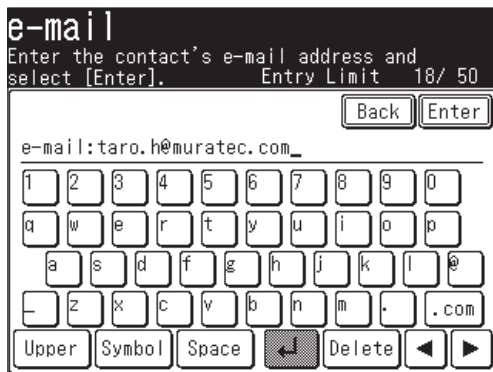 e-mail
Enter the contact's e-mail address and
select [Enter]. Entry Limit 18/ 50
Back Enter
e-mail:taro.h@muratec.com_
1 2 3 4 5 6 7 8 9 0
q w e r t y u i o p
a s d f g h j k l @
_ z x c v b n m . .com
Upper Symbol Space ↵ Delete ◀ ▶